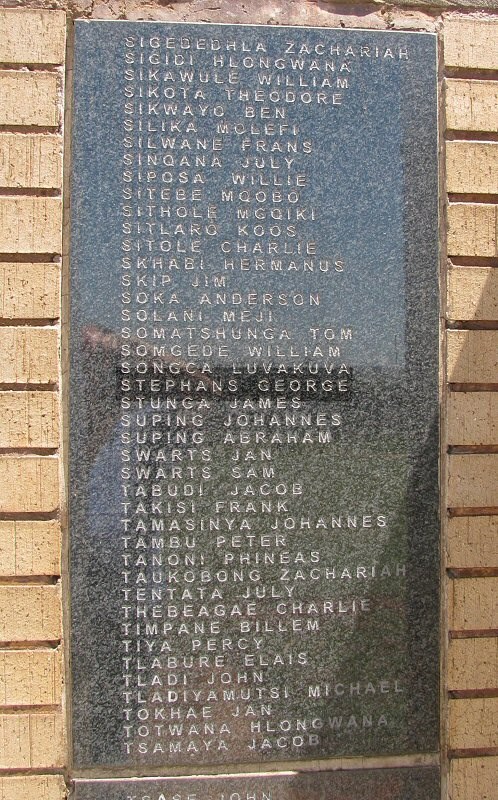 SIGEDEDHLA ZACHARIAH
SIGIDI HLONGWANA
SIKAWULE WILLIAM
SIKOTA THEODORE
SIKWAYO BEN
SILIKA MOLEFI
SILWANE FRANS
SINQANA JULY
SIPOSA WILLIE
SITEBE MQOBO
SITHOLE MGQIKI
SITLARO KOOS
SITOLE CHARLIE
SKHABI HERMANUS
SKIP JIM
SOKA ANDERSON
SOLANI MEJI
SOMATSHUNGA TOM
SOMGEDE WILLIAM
SONGCA LUVAKUVA
STEPHANS GEORGE
STUNGA JAMES
SUPING JOHANNES
SUPING ABRAHAM
SWARTS JAN
SWARTS SAM
TABUDI JACOB
TAKISI FRANK
TAMASINYA JOHANNES
TAMBU PETER
TANONI PHINEAS
TAUKOBONG ZACHARIAH
TENTATA JULY
THEBEAGAE CHARLIE
TIMPANE BILLEM
TIYA PERCY
TLABURE ELAIS
TLADI JOHN
TLADIYAMUTSI MICHAEL
TOKHAE JAN
TOTWANA HLONGWANA
TSAMAYA JACOB
JOHN